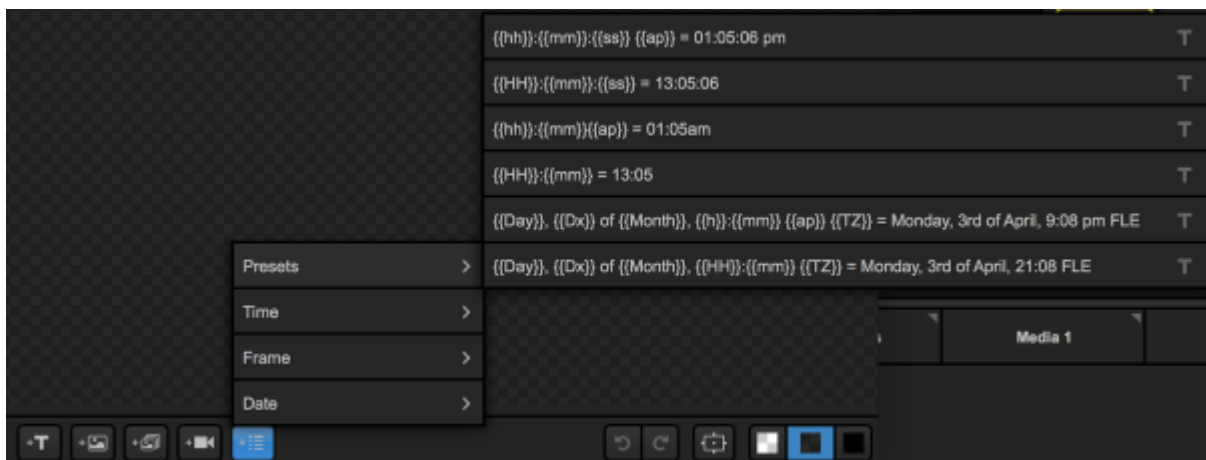 {{hh}}:{{mm}}:{{ss}} {{ap}} = 01:05:06 pm
{{HH}}:{{mm}}:{{ss}} = 13:05:06
{{hh}}:{{mm}}{{ap}} = 01:05am
{{HH}}:{{mm}} = 13:05
{{Day}}, {{Dx}} of {{Month}}, {{h}}:{{mm}} {{ap}} {{TZ}} = Monday, 3rd of April, 9:08 pm FLE
{{Day}}, {{Dx}} of {{Month}}, {{HH}}:{{mm}} {{TZ}} = Monday, 3rd of April, 21:08 FLE
Presets
Time
Frame
Date
Media 1